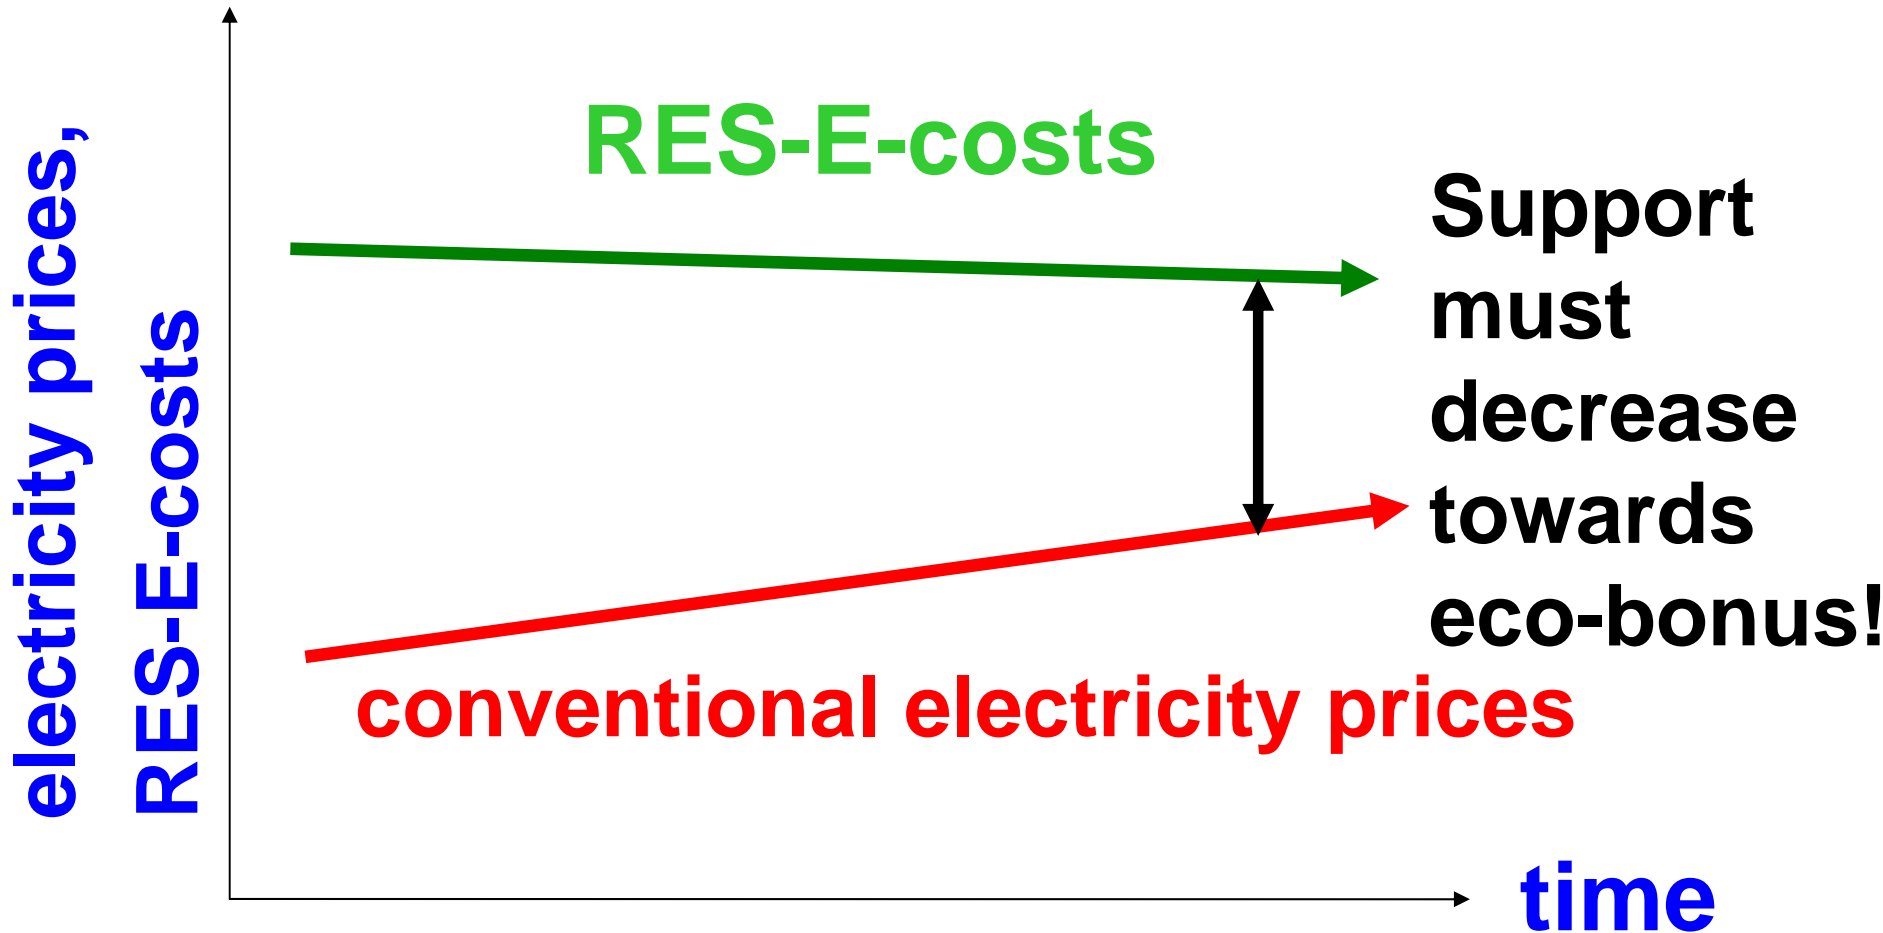 electricity prices,
RES-E-costs
RES-E-costs
Support
must
decrease
towards
eco-bonus!
conventional electricity prices
time